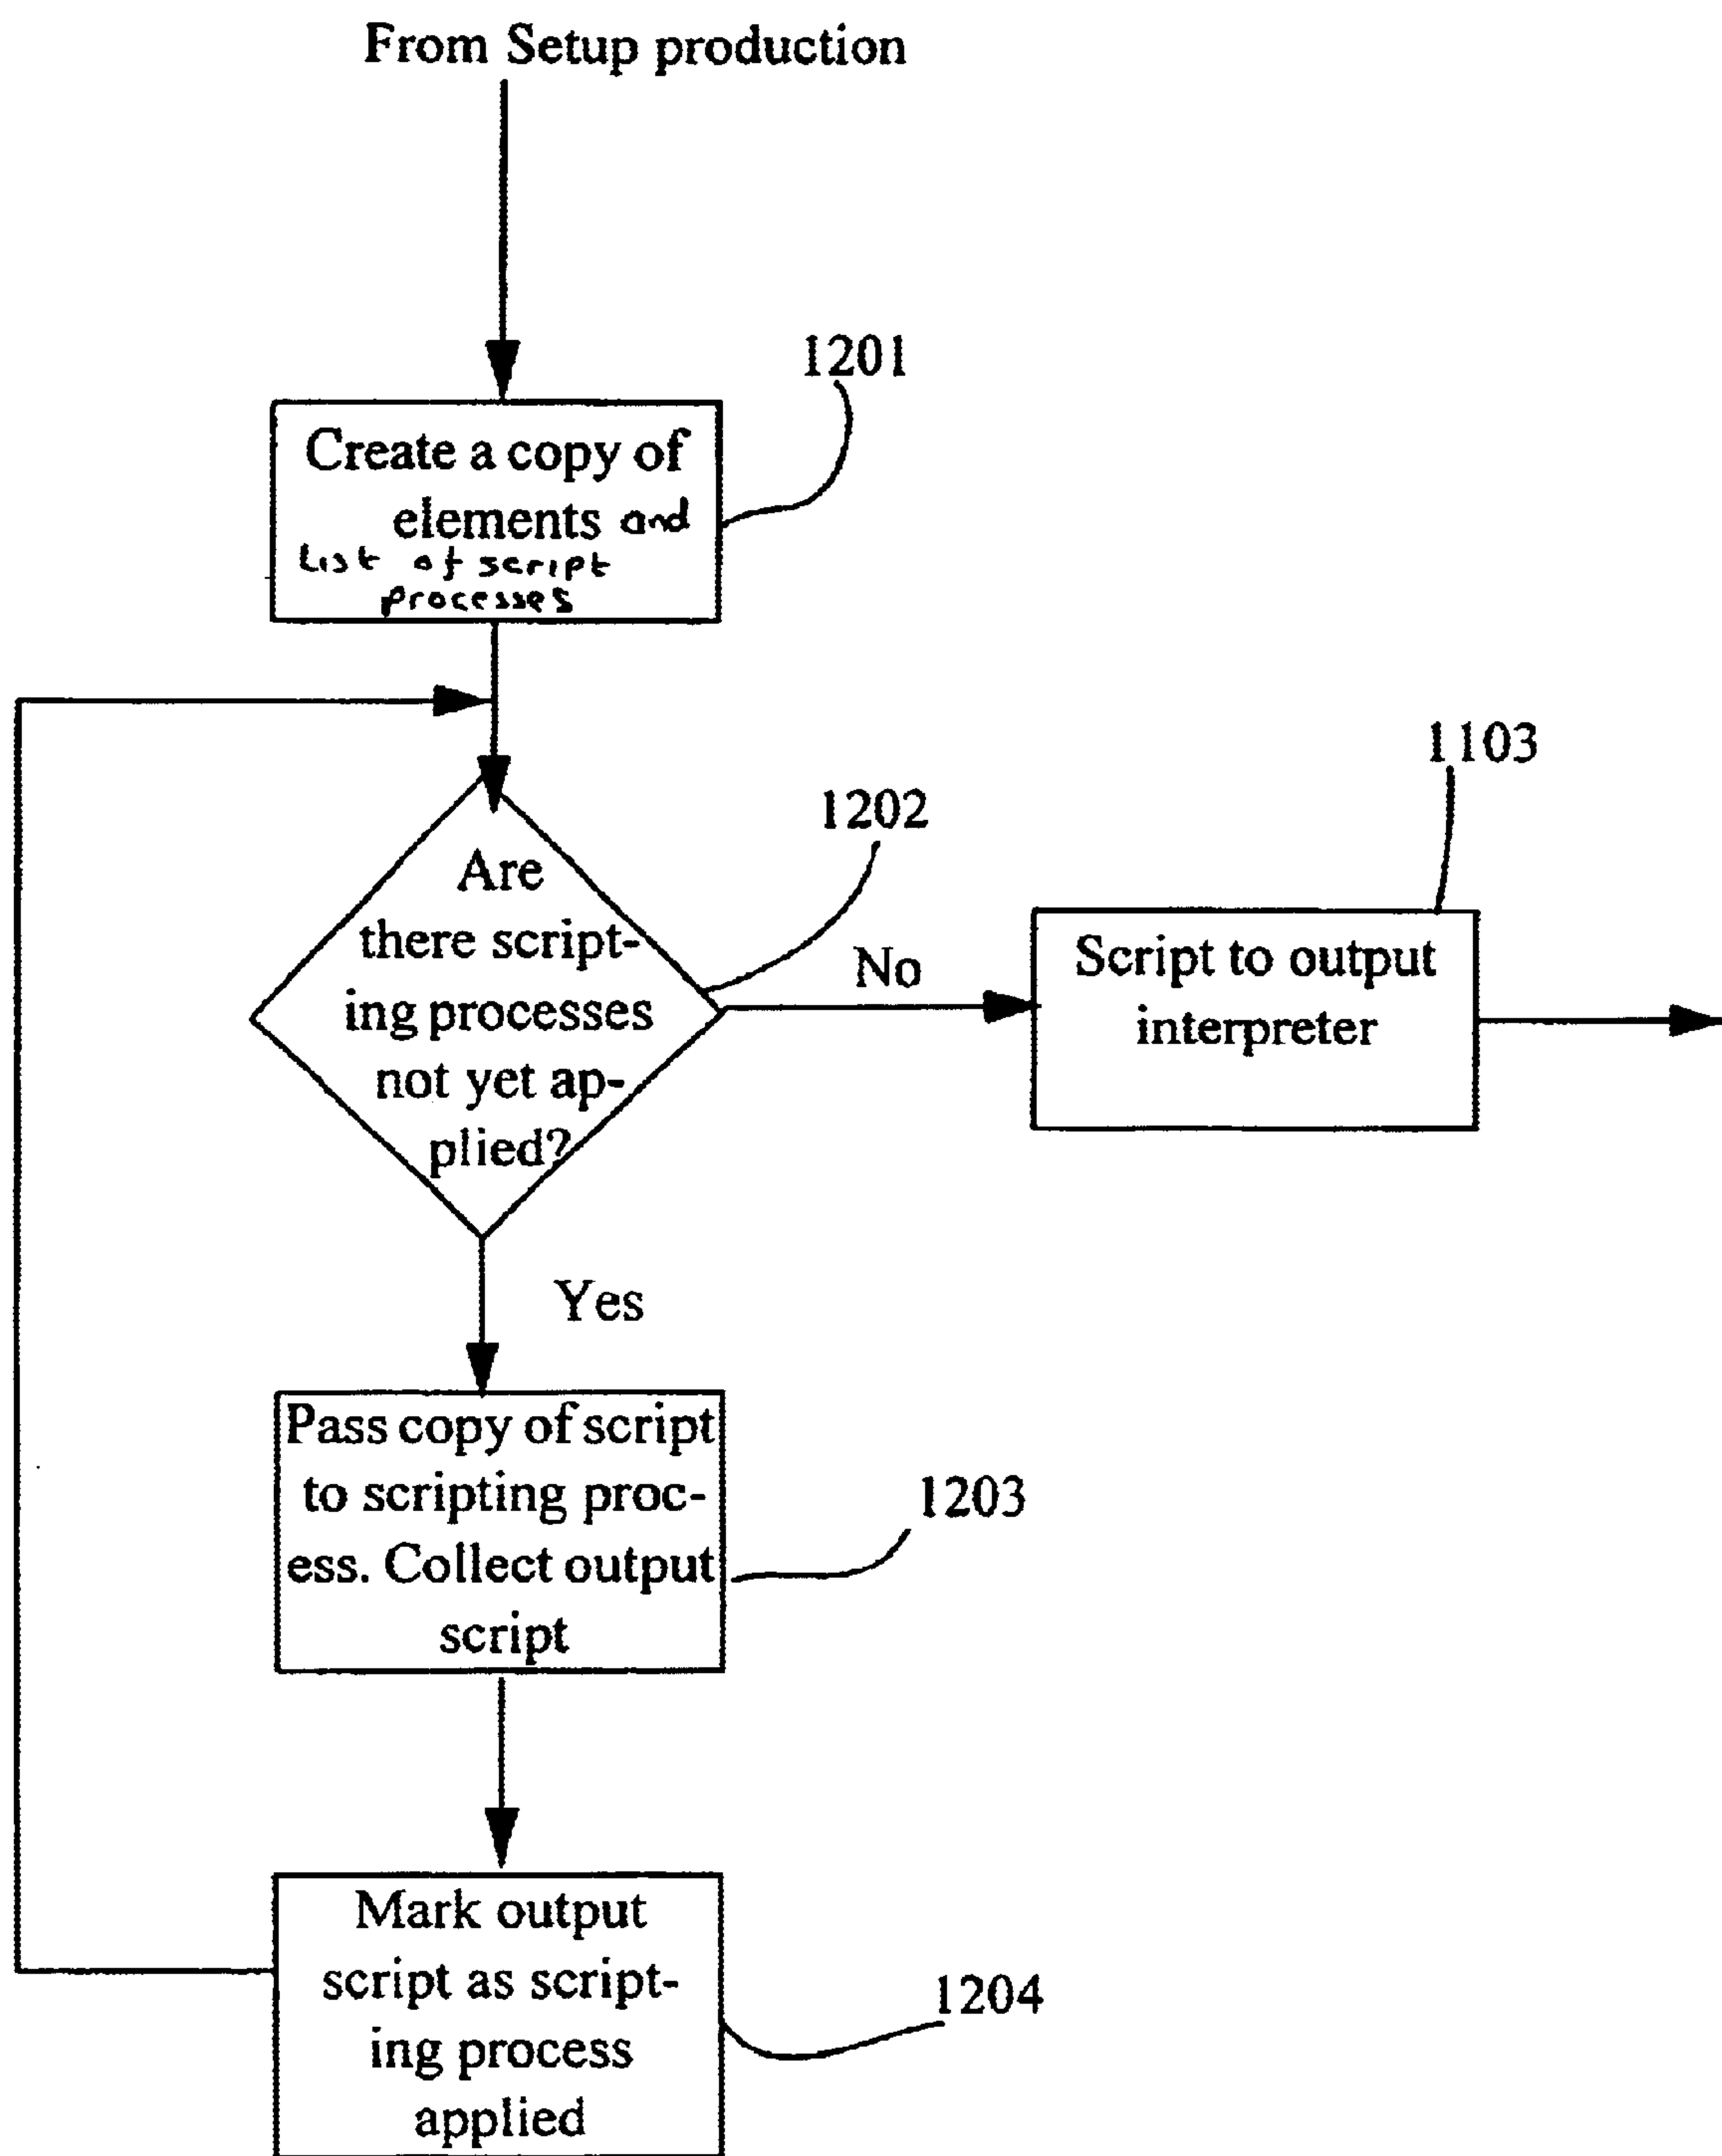 From Setup production
1201
Create a copy of
elements and
List of script
processes
1202
Are
there script-
ing processes
not yet ap-
plied?
No
1103
Script to output
interpreter
Yes
Pass copy of script
to scripting proc-
ess. Collect output
script
1203
Mark output
script as script-
ing process
applied
1204